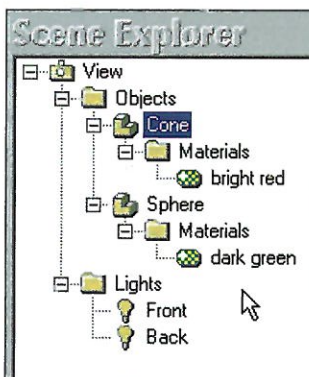 Scene Explorer
View
Objects
Cone
Materials
bright red
Sphere
Materials
dark green
Lights
Front
Back